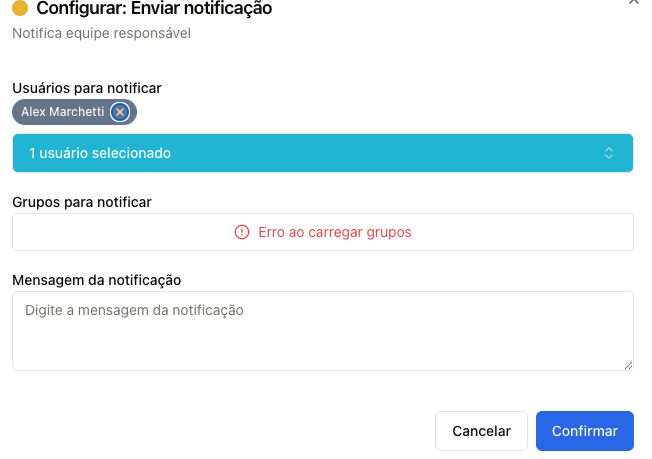 Configurar: Enviar notificação
Notifica equipe responsável
Usuários para notificar
Alex Marchetti
1 usuário selecionado
Grupos para notificar
Erro ao carregar grupos
Mensagem da notificação
Digite a mensagem da notificação
Cancelar
Confirmar